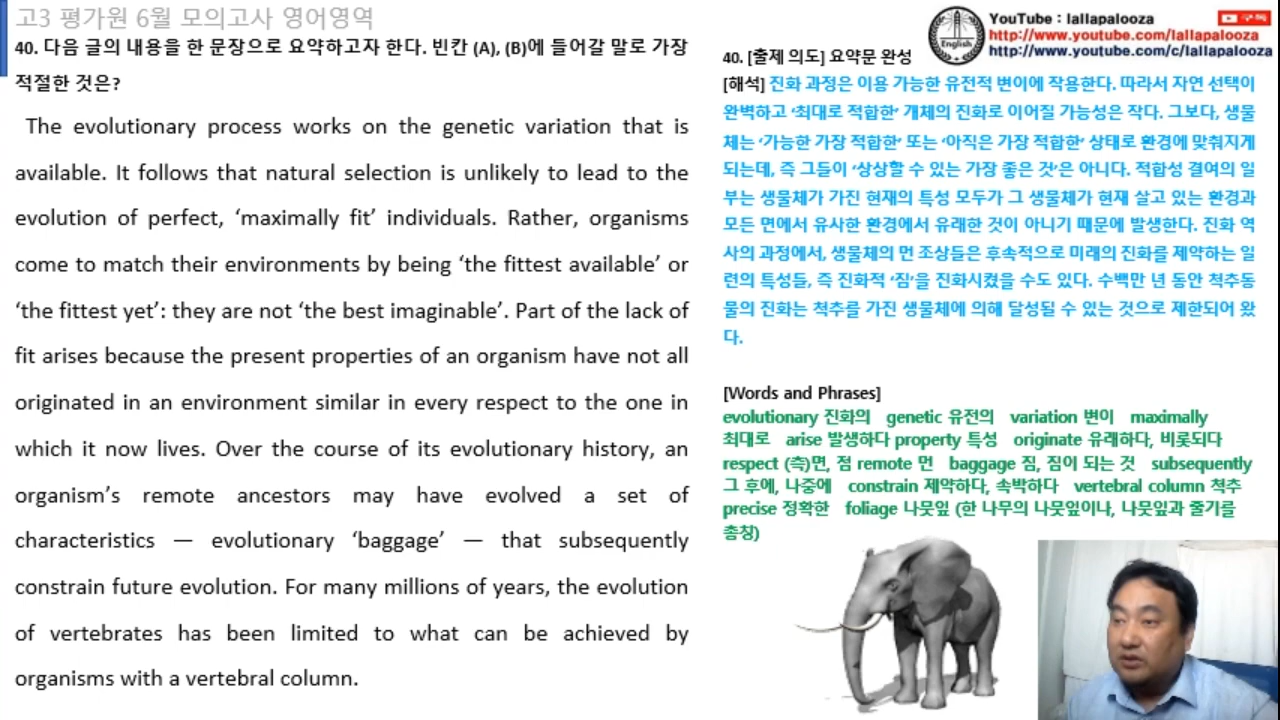 고3 평가원 6월 모의고사 영어영역
40. 다음 글의 내용을 한 문장으로 요약하고자 한다. 빈칸 (A), (B)에 들어갈 말로 가장
적절한 것은?
The evolutionary process works on the genetic variation that is
available. It follows that natural selection is unlikely to lead to the
evolution of perfect, ‘maximally fit’ individuals. Rather, organisms
come to match their environments by being ‘the fittest available’ or
‘the fittest yet’: they are not ‘the best imaginable’. Part of the lack of
fit arises because the present properties of an organism have not all
originated in an environment similar in every respect to the one in
which it now lives. Over the course of its evolutionary history, an
organism’s remote ancestors may have evolved a set of
characteristics — evolutionary ‘baggage’ — that subsequently
constrain future evolution. For many millions of years, the evolution
of vertebrates has been limited to what can be achieved by
organisms with a vertebral column.
English
YouTube : lallapalooza
구독
http://www.youtube.com/lallapalooza
http://www.youtube.com/c/lallapalooza
40. [출제 의도] 요약문 완성
[해석] 진화 과정은 이용 가능한 유전적 변이에 작용한다. 따라서 자연 선택이
완벽하고 ‘최대로 적합한’ 개체의 진화로 이어질 가능성은 작다. 그보다, 생물
체는 ‘가능한 가장 적합한’ 또는 ‘아직은 가장 적합한’ 상태로 환경에 맞춰지게
되는데, 즉 그들이 ‘상상할 수 있는 가장 좋은 것’은 아니다. 적합성 결여의 일
부는 생물체가 가진 현재의 특성 모두가 그 생물체가 현재 살고 있는 환경과
모든 면에서 유사한 환경에서 유래한 것이 아니기 때문에 발생한다. 진화 역
사의 과정에서, 생물체의 먼 조상들은 후속적으로 미래의 진화를 제약하는 일
련의 특성들, 즉 진화적 ‘짐’을 진화시켰을 수도 있다. 수백만 년 동안 척추동
물의 진화는 척추를 가진 생물체에 의해 달성될 수 있는 것으로 제한되어 왔
다.
[Words and Phrases]
evolutionary 진화의 genetic 유전의 variation 변이 maximally
최대로 arise 발생하다 property 특성 originate 유래하다, 비롯되다
respect (측)면, 점 remote 먼 baggage 짐, 짐이 되는 것 subsequently
그 후에, 나중에 constrain 제약하다, 속박하다 vertebral column 척추
precise 정확한 foliage 나뭇잎 (한 나무의 나뭇잎이나, 나뭇잎과 줄기를
총칭)